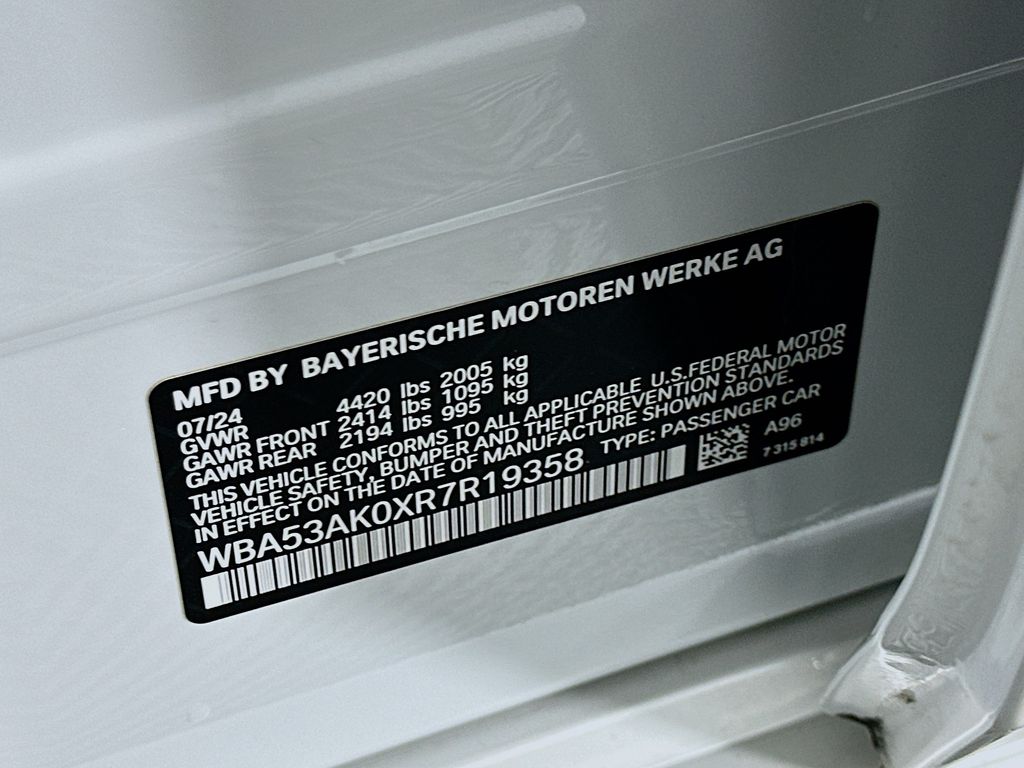 MFD BY BAYERISCHE MOTOREN WERKE AG
07/24
GVWR 4420 lbs 2005 kg
GAWR FRONT 2414 lbs 1095 kg
GAWR REAR 2194 lbs 995 kg
THIS VEHICLE CONFORMS TO ALL APPLICABLE U.S.FEDERAL MOTOR
VEHICLE SAFETY, BUMPER AND THEFT PREVENTION STANDARDS
IN EFFECT ON THE DATE OF MANUFACTURE SHOWN ABOVE.
WBA53AK0XR7R19358 TYPE: PASSENGER CAR
A96
7 315 814